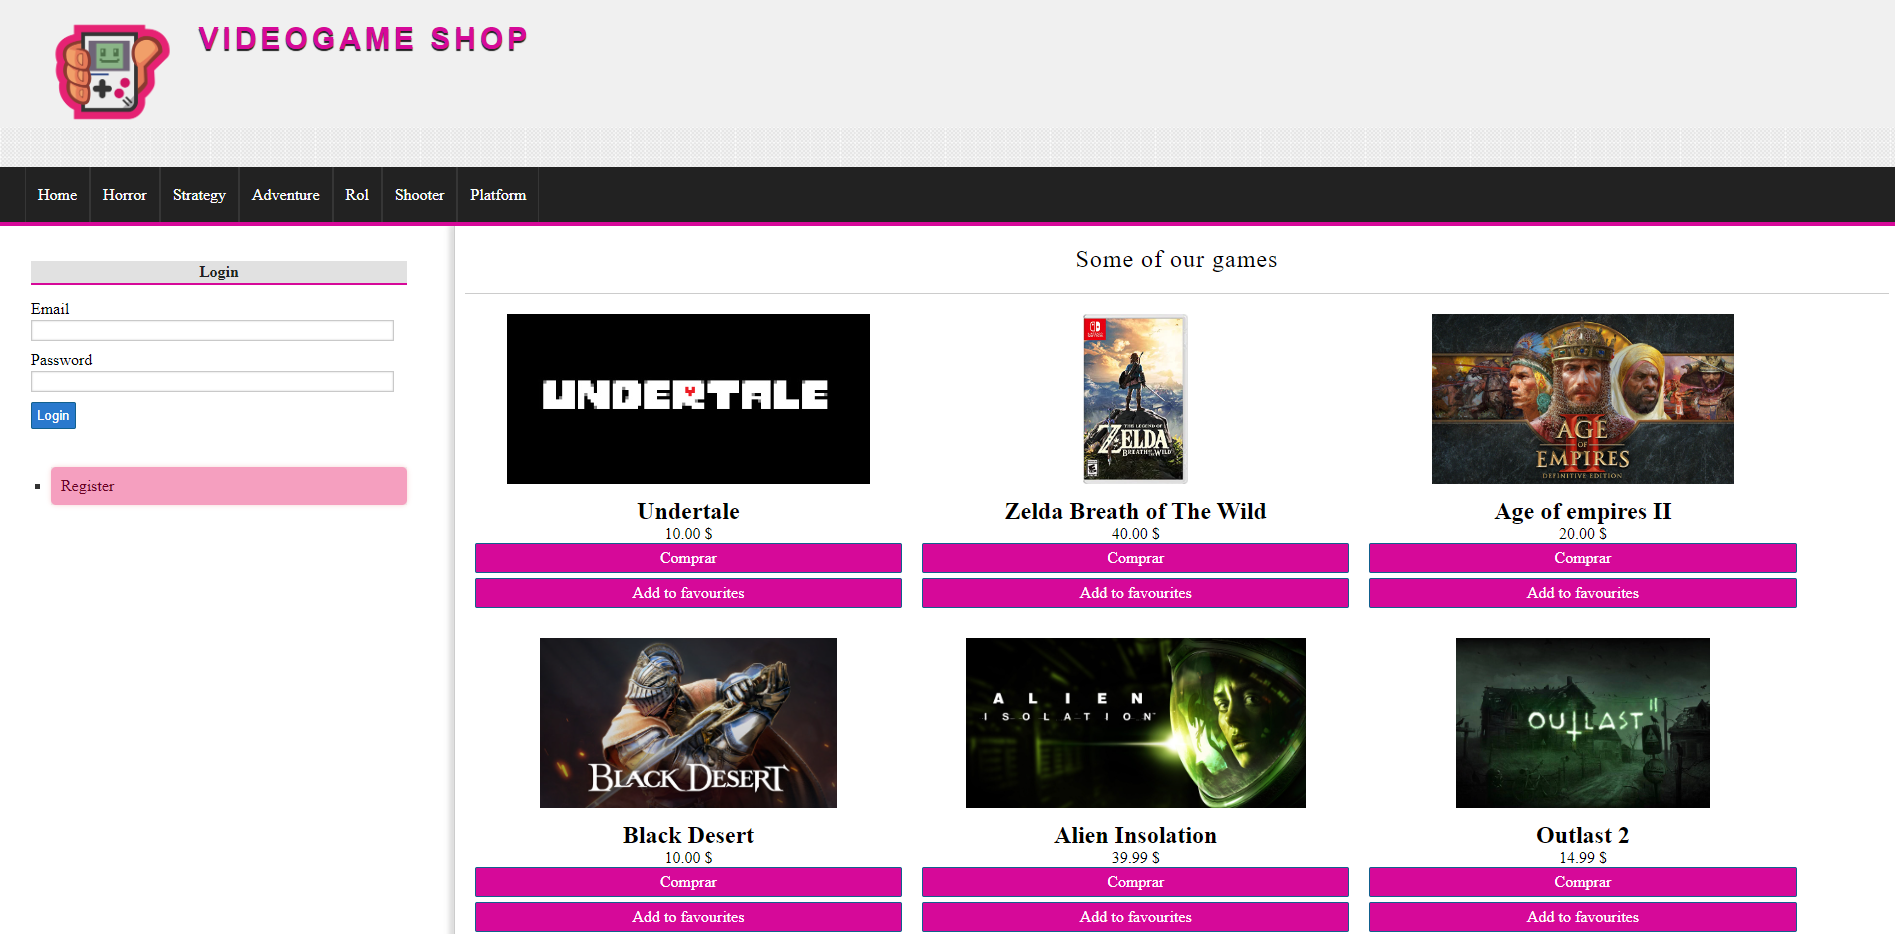 VIDEOGAME SHOP
Home Horror Strategy Adventure Rol Shooter Platform
Login
Email
Password
Login
Register
Some of our games
UNDERTALE
THE LEGEND OF
ZELDA
BREATH OF THE WILD
AGE
OF
EMPIRES
II
DEFINITIVE EDITION
Undertale Zelda Breath of The Wild Age of empires II
10.00 $ 40.00 $ 20.00 $
Comprar Comprar Comprar
Add to favourites Add to favourites Add to favourites
BLACK DESERT
ALIEN
ISOLATION
OUTLAST II
Black Desert Alien Insolation Outlast 2
10.00 $ 39.99 $ 14.99 $
Comprar Comprar Comprar
Add to favourites Add to favourites Add to favourites